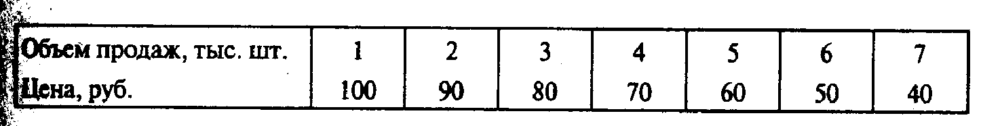 Объем продаж, тыс. шт. 1 2 3 4 5 6 7
Цена, руб. 100 90 80 70 60 50 40